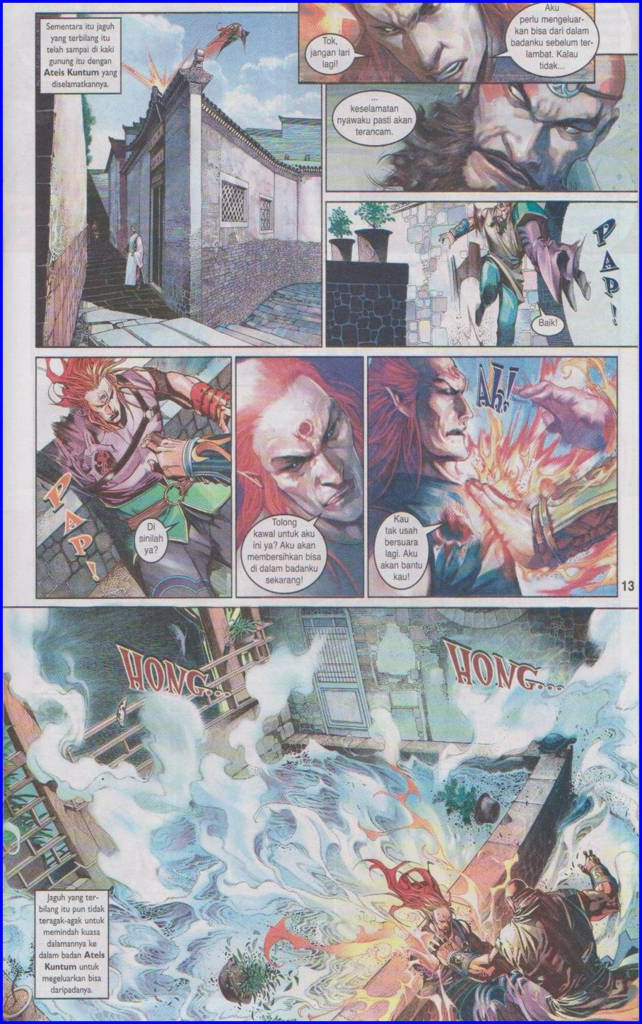 Sementara itu jaguh
yang terbilang itu
telah sampai di kaki
gunung itu dengan
Ateis Kuntum yang
diselamatkannya.
Tok,
jangan lari
lagi!
Aku
perlu mengeluar-
kan bisa dari dalam
badanku sebelum ter-
lambat. Kalau
tidak...
...
keselamatan
nyawaku pasti akan
terancam.
PAP!
Baik!
PAP!
Di
sinilah
ya?
Tolong
kawal untuk aku
ini ya? Aku akan
membersihkan bisa
di dalam badanku
sekarang!
AH!
Kau
tak usah
bersuara
lagi. Aku
akan bantu
kau!
13
HONG...
HONG...
Jaguh yang ter-
bilang itu pun tidak
teragak-agak untuk
memindah kuasa
dalamannya ke
dalam badan Ateis
Kuntum untuk
megeluarkan bisa
daripadanya.